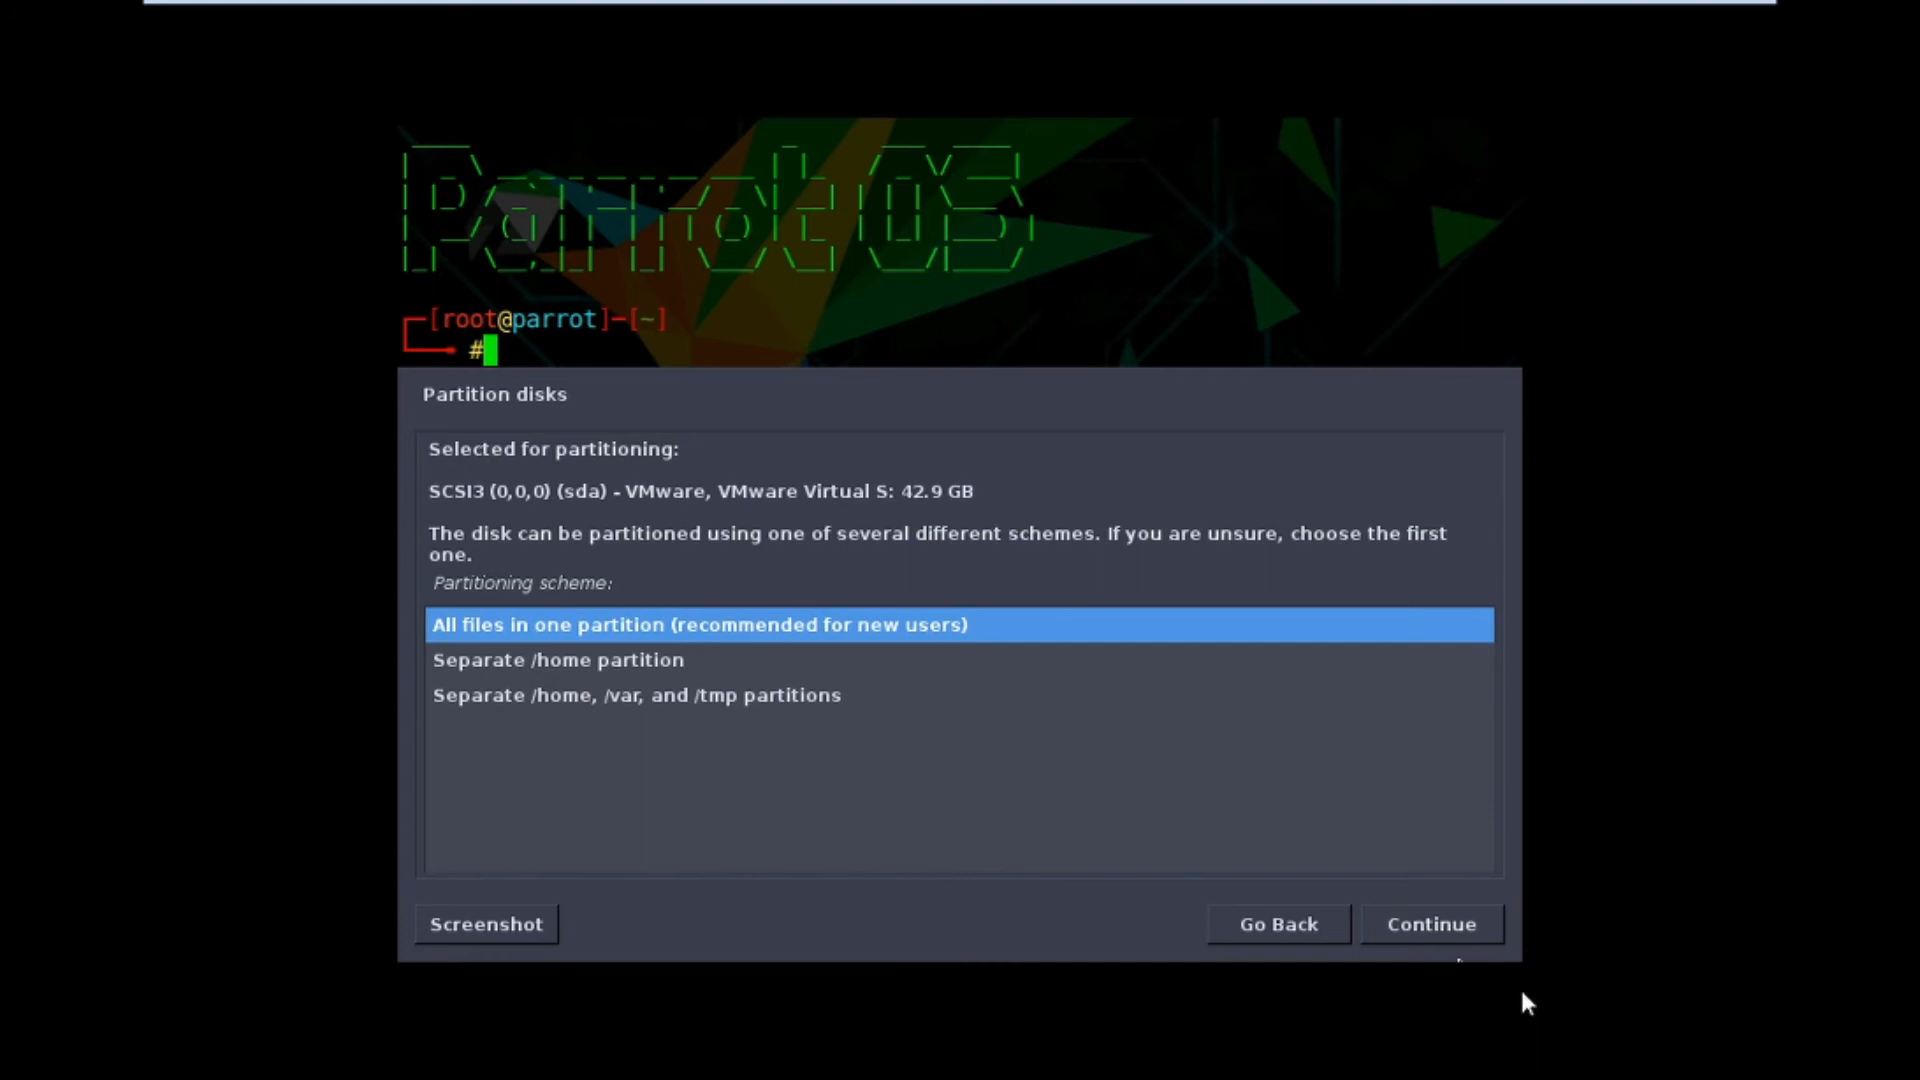 Parrot OS
[root@parrot]-[~]
#
Partition disks
Selected for partitioning:
SCSI3 (0,0,0) (sda) - VMware, VMware Virtual S: 42.9 GB
The disk can be partitioned using one of several different schemes. If you are unsure, choose the first
one.
Partitioning scheme:
All files in one partition (recommended for new users)
Separate /home partition
Separate /home, /var, and /tmp partitions
Screenshot
Go Back
Continue